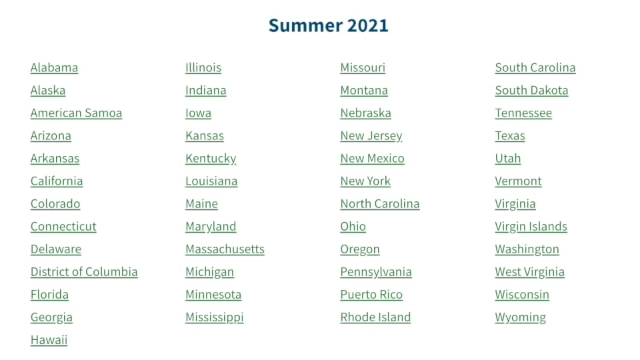 Summer 2021
Alabama
Alaska
American Samoa
Arizona
Arkansas
California
Colorado
Connecticut
Delaware
District of Columbia
Florida
Georgia
Hawaii
Illinois
Indiana
Iowa
Kansas
Kentucky
Louisiana
Maine
Maryland
Massachusetts
Michigan
Minnesota
Mississippi
Missouri
Montana
Nebraska
New Jersey
New Mexico
New York
North Carolina
Ohio
Oregon
Pennsylvania
Puerto Rico
Rhode Island
South Carolina
South Dakota
Tennessee
Texas
Utah
Vermont
Virginia
Virgin Islands
Washington
West Virginia
Wisconsin
Wyoming